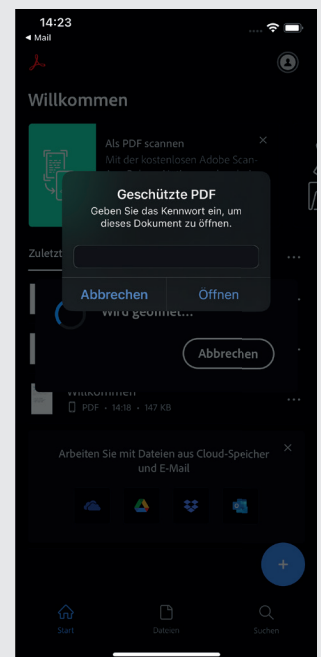 14:23
◀ Mail
Willkommen
Als PDF scannen
Mit der kostenlosen Adobe Scan-
Geschützte PDF
Geben Sie das Kennwort ein, um
dieses Dokument zu öffnen.
Abbrechen
Öffnen
Zuletzt
Wird geöffnet...
Abbrechen
Willkommen
PDF • 14:18 • 147 KB
Arbeiten Sie mit Dateien aus Cloud-Speicher
und E-Mail
Start
Dateien
Suchen